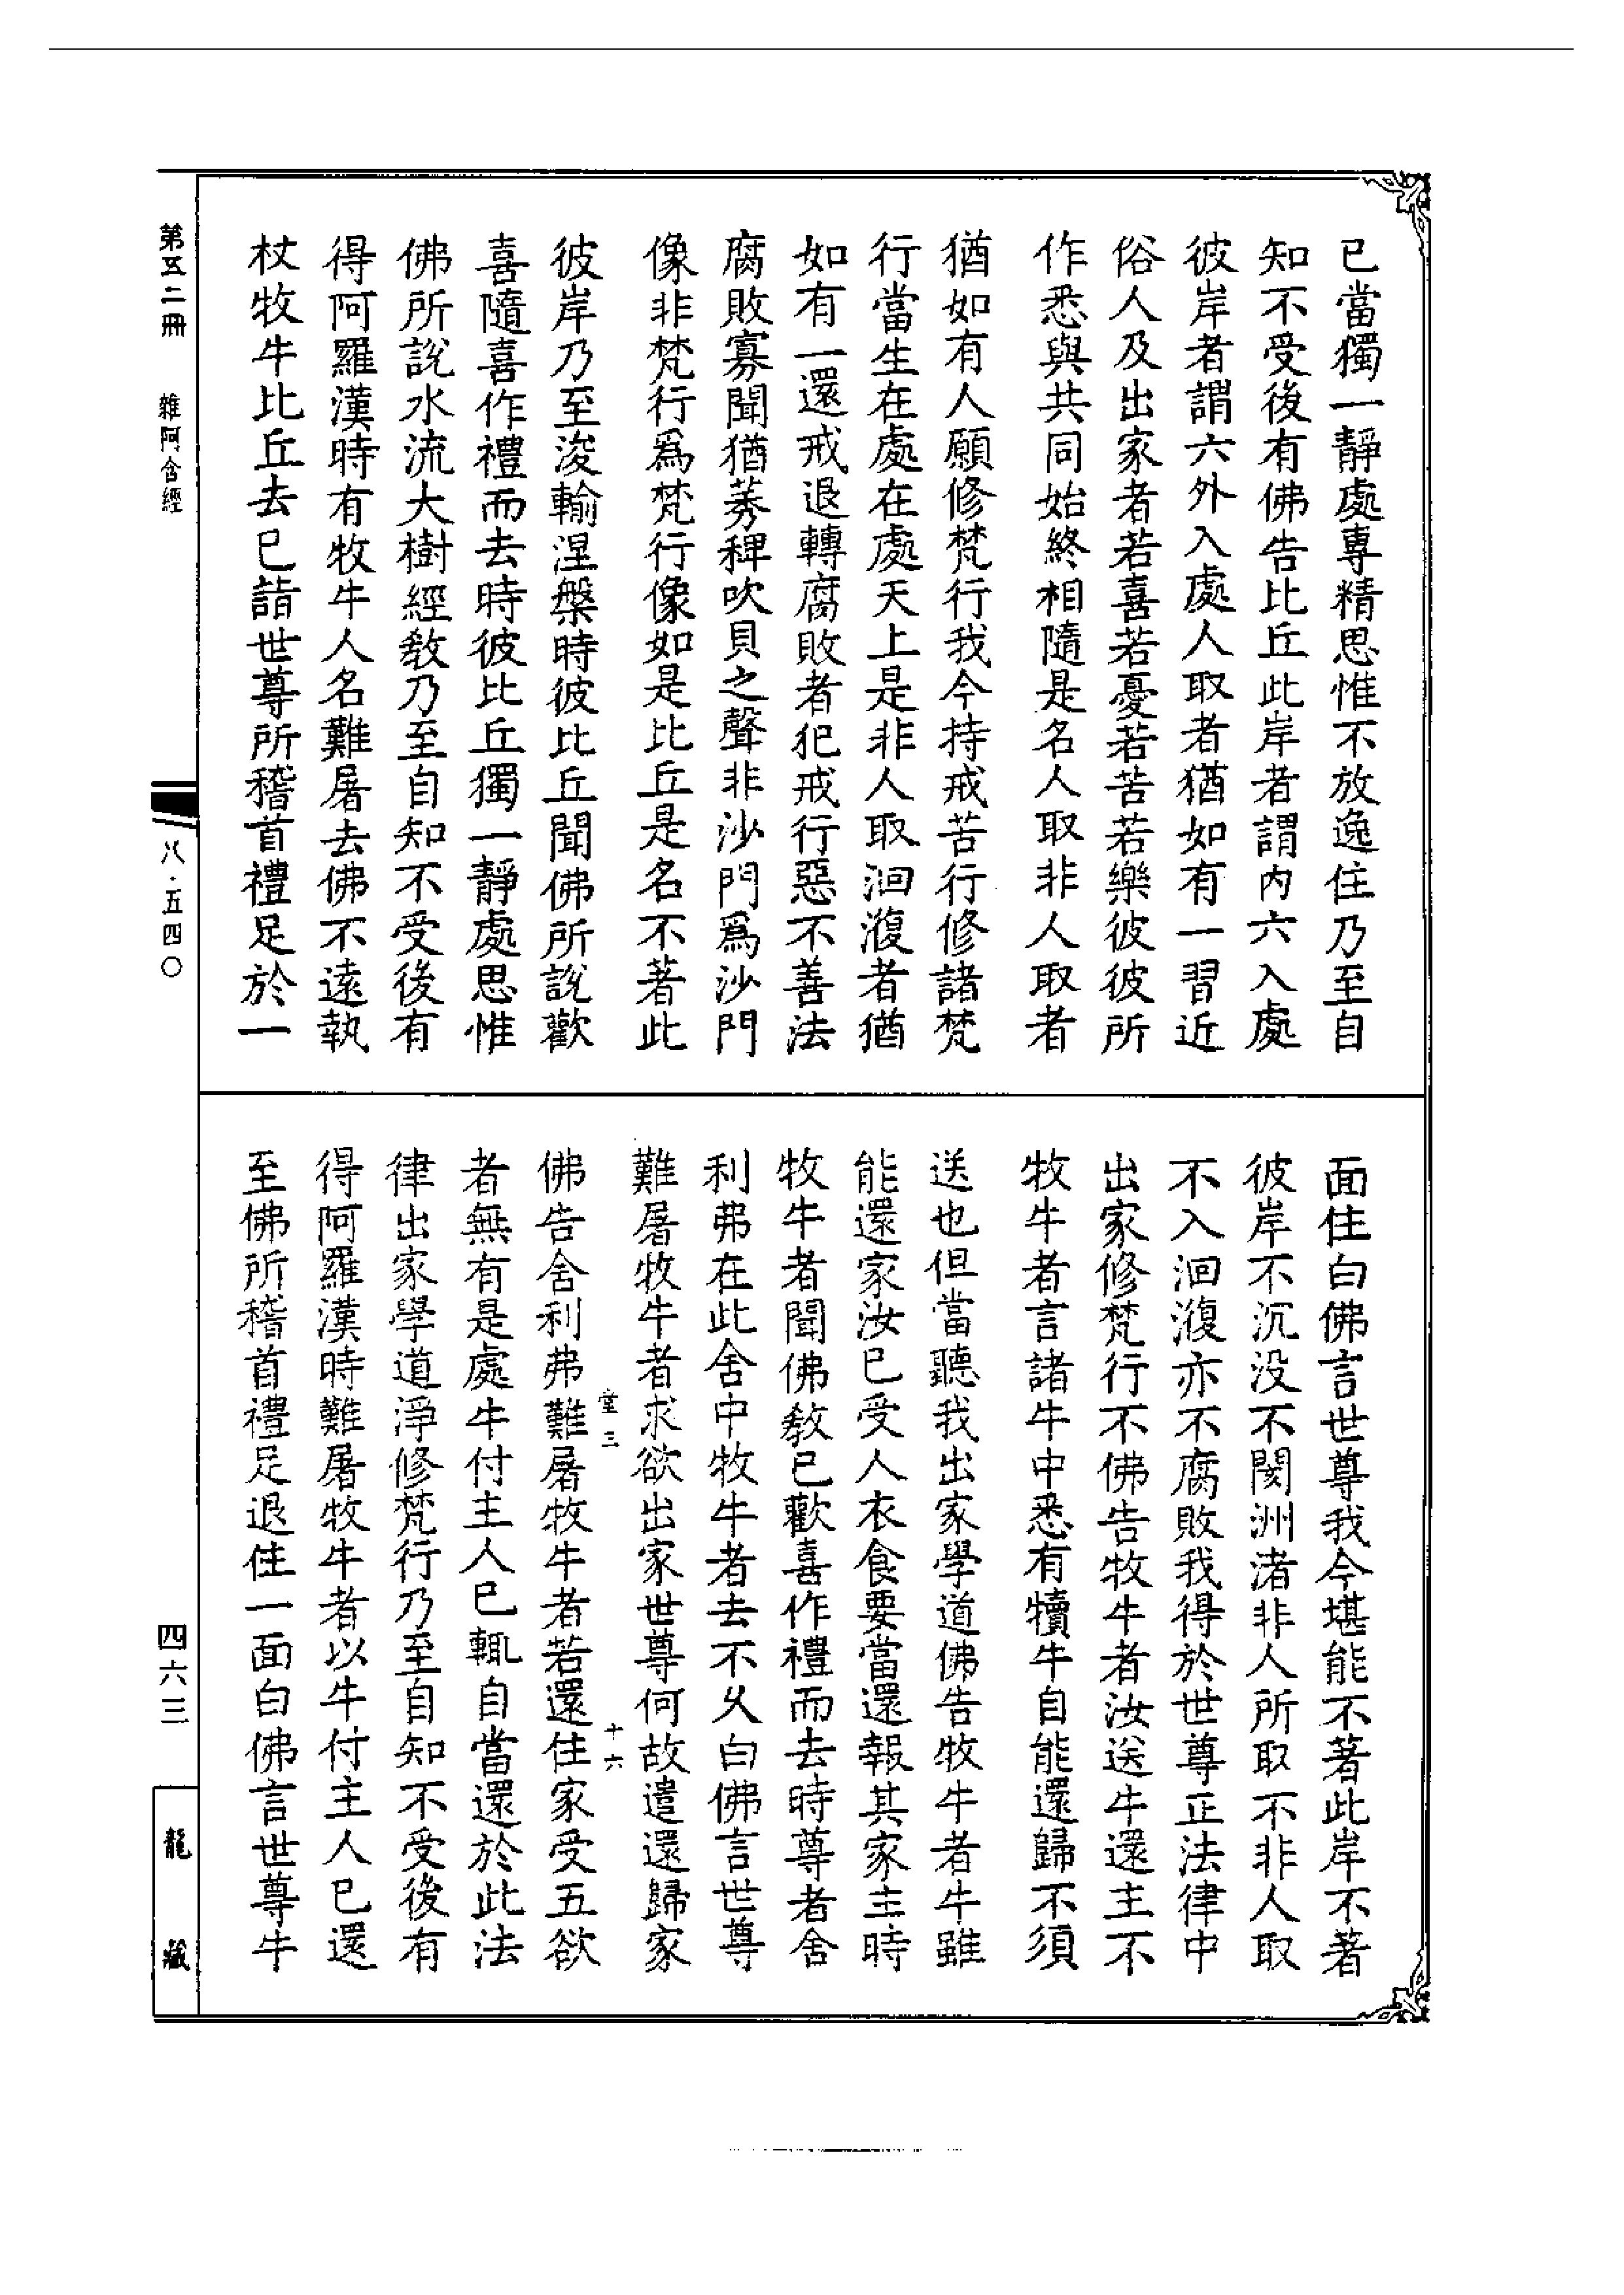 已當獨一靜處專精思惟不放逸住乃至自
知不受後有佛告比丘此岸者謂內六入處
彼岸者謂六外入處人取者猶如有一習近
俗人及出家者若喜若憂若苦若樂彼彼所
作悉與共同始終相隨是名人取非人取者
猶如有人願修梵行我今持戒苦行修諸梵
行當生在處在處天上是非人取洄澓者猶
如有一還戒退轉腐敗者犯戒行惡不善法
腐敗寡聞猶莠稗吹貝之聲非沙門爲沙門
像非梵行爲梵行像如是比丘是名不著此
彼岸乃至浚輸涅槃時彼比丘聞佛所說歡
喜隨喜作禮而去時彼比丘獨一靜處思惟
佛所說水流大樹經教乃至自知不受後有
得阿羅漢時有牧牛人名難屠去佛不遠執
杖牧牛比丘去已詣世尊所稽首禮足於一
面住白佛言世尊我今堪能不著此岸不著
彼岸不沉没不閡洲渚非人所取不非人取
不入洄澓亦不腐敗我得於世尊正法律中
出家修梵行不佛告牧牛者汝送牛還主不
牧牛者言諸牛中悉有犢牛自能還歸不須
送也但當聽我出家學道佛告牧牛者牛雖
能還家汝已受人衣食要當還報其家主時
牧牛者聞佛教已歡喜作禮而去時尊者舍
利弗在此舍中牧牛者去不久白佛言世尊
難屠牧牛者求欲出家世尊何故遣還歸家
堂三 十六
佛告舍利弗難屠牧牛者若還住家受五欲
者無有是處牛付主人已輒自當還於此法
律出家學道淨修梵行乃至自知不受後有
得阿羅漢時難屠牧牛者以牛付主人已還
至佛所稽首禮足退住一面白佛言世尊牛
第五二冊 雜阿含經 八·五四〇 四六三 龍藏